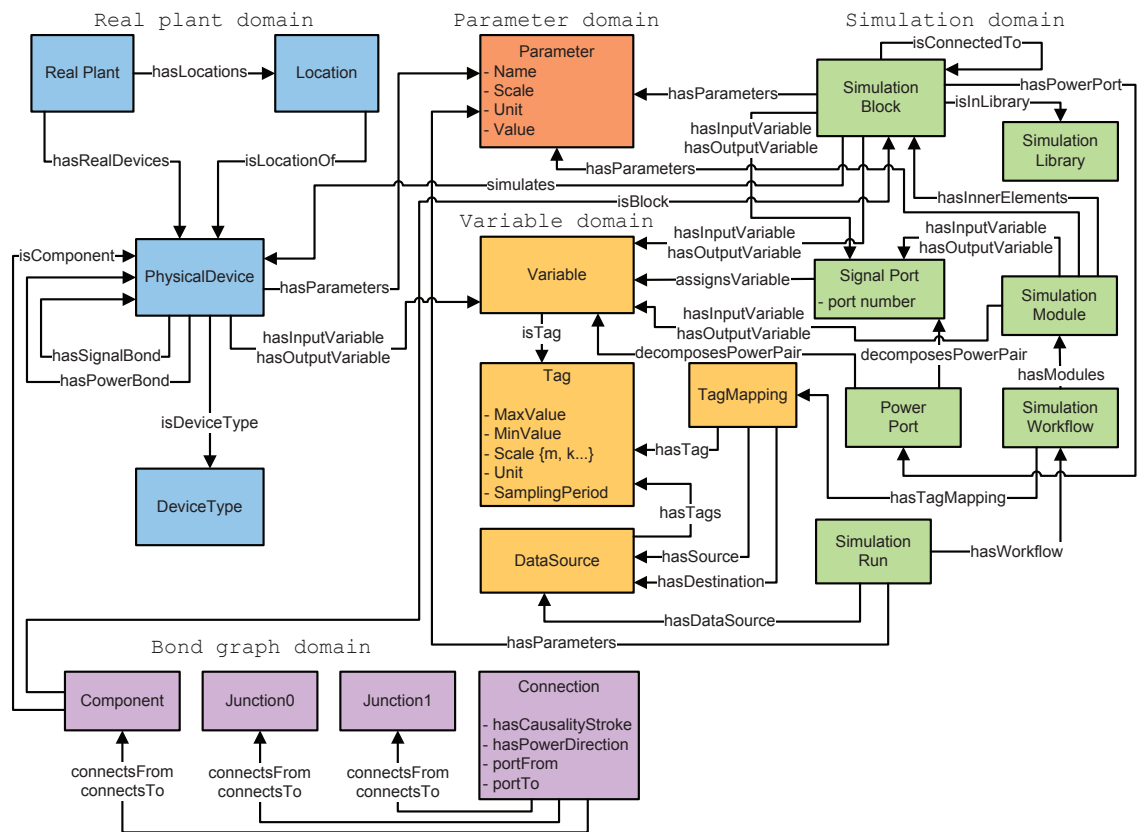 Real plant domain
Parameter domain
Simulation domain
Real Plant
hasLocations
Location
Parameter
- Name
- Scale
- Unit
- Value
isConnectedTo
Simulation
Block
hasPowerPort
hasParameters
isInLibrary
Simulation
Library
hasInputVariable
hasOutputVariable
hasRealDevices
isLocationOf
hasParameters
simulates
isBlock
hasInnerElements
Variable domain
isComponent
PhysicalDevice
hasParameters
hasInputVariable
hasOutputVariable
Variable
hasInputVariable
hasOutputVariable
assignsVariable
Signal Port
- port number
hasInputVariable
hasOutputVariable
Simulation
Module
hasInputVariable
hasOutputVariable
hasSignalBond
hasPowerBond
isTag
decomposesPowerPair
decomposesPowerPair
hasModules
isDeviceType
Tag
- MaxValue
- MinValue
- Scale {m, k...}
- Unit
- SamplingPeriod
TagMapping
Power
Port
Simulation
Workflow
hasTag
DeviceType
hasTags
hasTagMapping
DataSource
hasSource
hasDestination
Simulation
Run
hasWorkflow
hasDataSource
hasParameters
Bond graph domain
Component
Junction0
Junction1
Connection
- hasCausalityStroke
- hasPowerDirection
- portFrom
- portTo
connectsFrom
connectsTo
connectsFrom
connectsTo
connectsFrom
connectsTo